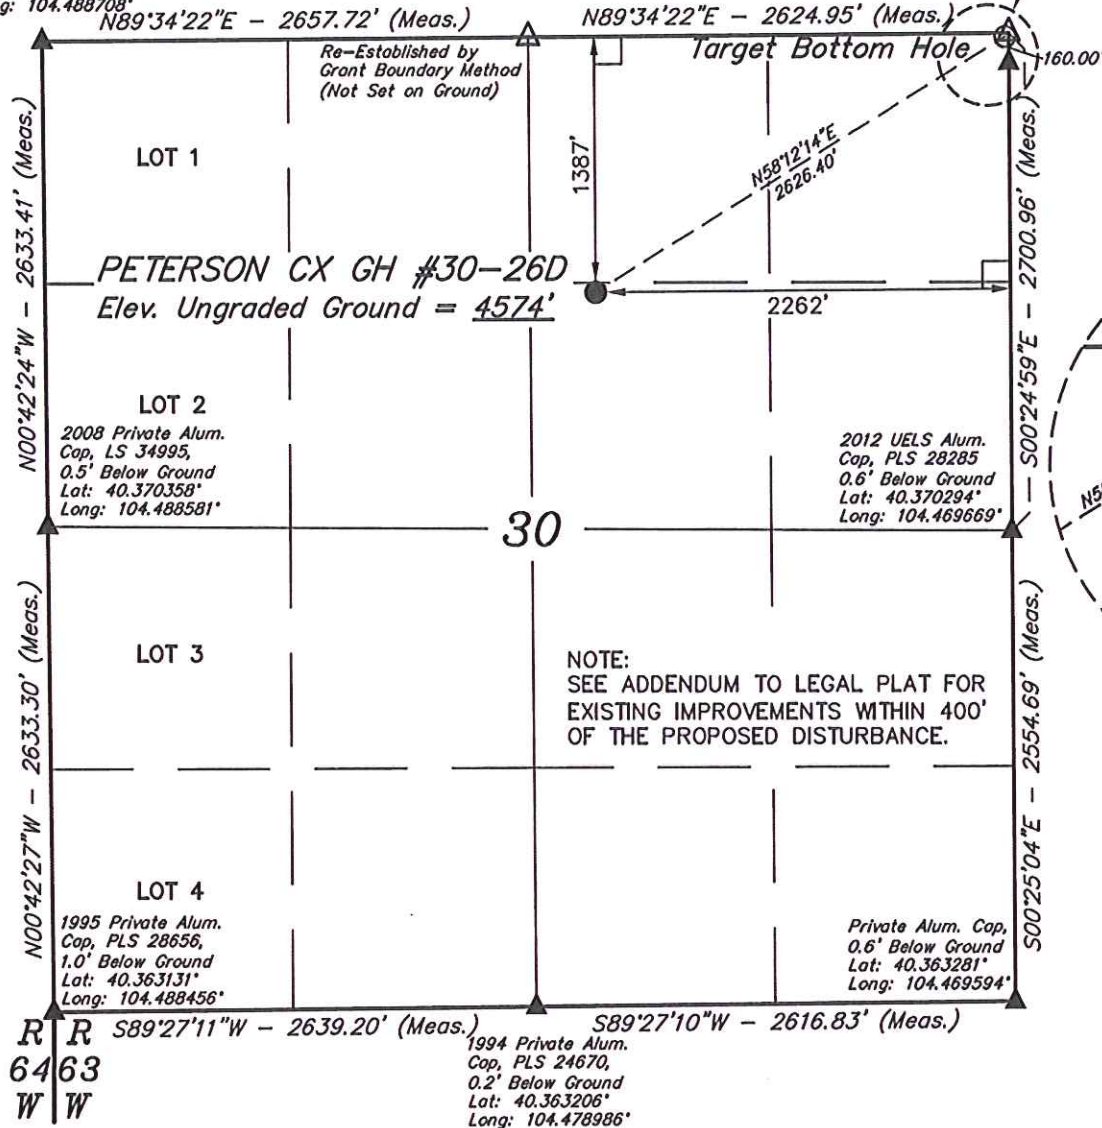 g: 104.488708°
N89°34'22"E - 2657.72' (Meas.)
N89°34'22"E - 2624.95' (Meas.)
Re-Established by
Grant Boundary Method
(Not Set on Ground)
Target Bottom Hole
160.00'
LOT 1
1387'
N58°12'14"E
2626.40'
N00°42'24"W - 2633.41' (Meas.)
S00°24'59"E - 2700.96' (Meas.)
PETERSON CX GH #30-26D
Elev. Ungraded Ground = 4574'
2262'
LOT 2
2008 Private Alum.
Cap, LS 34995,
0.5' Below Ground
Lat: 40.370358°
Long: 104.488581°
2012 UELS Alum.
Cap, PLS 28285
0.6' Below Ground
Lat: 40.370294°
Long: 104.469669°
N5
30
LOT 3
NOTE:
SEE ADDENDUM TO LEGAL PLAT FOR
EXISTING IMPROVEMENTS WITHIN 400'
OF THE PROPOSED DISTURBANCE.
N00°42'27"W - 2633.30' (Meas.)
S00°25'04"E - 2554.69' (Meas.)
LOT 4
1995 Private Alum.
Cap, PLS 28656,
1.0' Below Ground
Lat: 40.363131°
Long: 104.488456°
Private Alum. Cap,
0.6' Below Ground
Lat: 40.363281°
Long: 104.469594°
S89°27'11"W - 2639.20' (Meas.)
S89°27'10"W - 2616.83' (Meas.)
R R
64 63
W W
1994 Private Alum.
Cap, PLS 24670,
0.2' Below Ground
Lat: 40.363206°
Long: 104.478986°